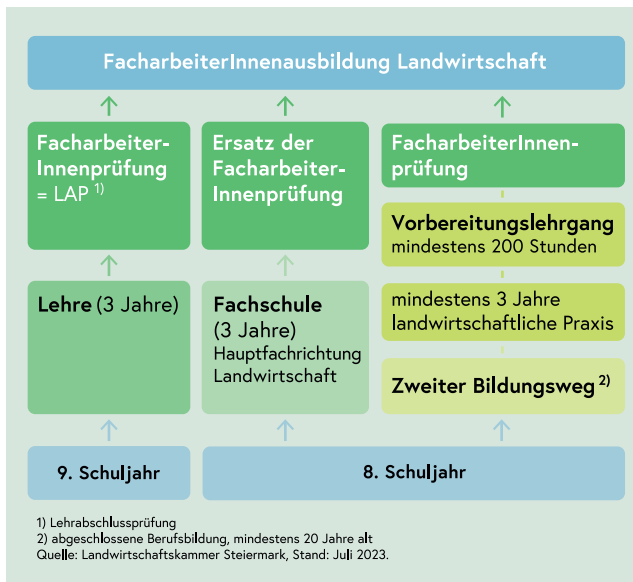 FacharbeiterInnenausbildung Landwirtschaft
Facharbeiter-
Innenprüfung
= LAP 1)
Ersatz der
Facharbeiter-
Innenprüfung
FacharbeiterInnen-
prüfung
Vorbereitungslehrgang
mindestens 200 Stunden
Lehre (3 Jahre)
Fachschule
(3 Jahre)
Hauptfachrichtung
Landwirtschaft
mindestens 3 Jahre
landwirtschaftliche Praxis
Zweiter Bildungsweg 2)
9. Schuljahr
8. Schuljahr
1) Lehrabschlussprüfung
2) abgeschlossene Berufsbildung, mindestens 20 Jahre alt
Quelle: Landwirtschaftskammer Steiermark, Stand: Juli 2023.